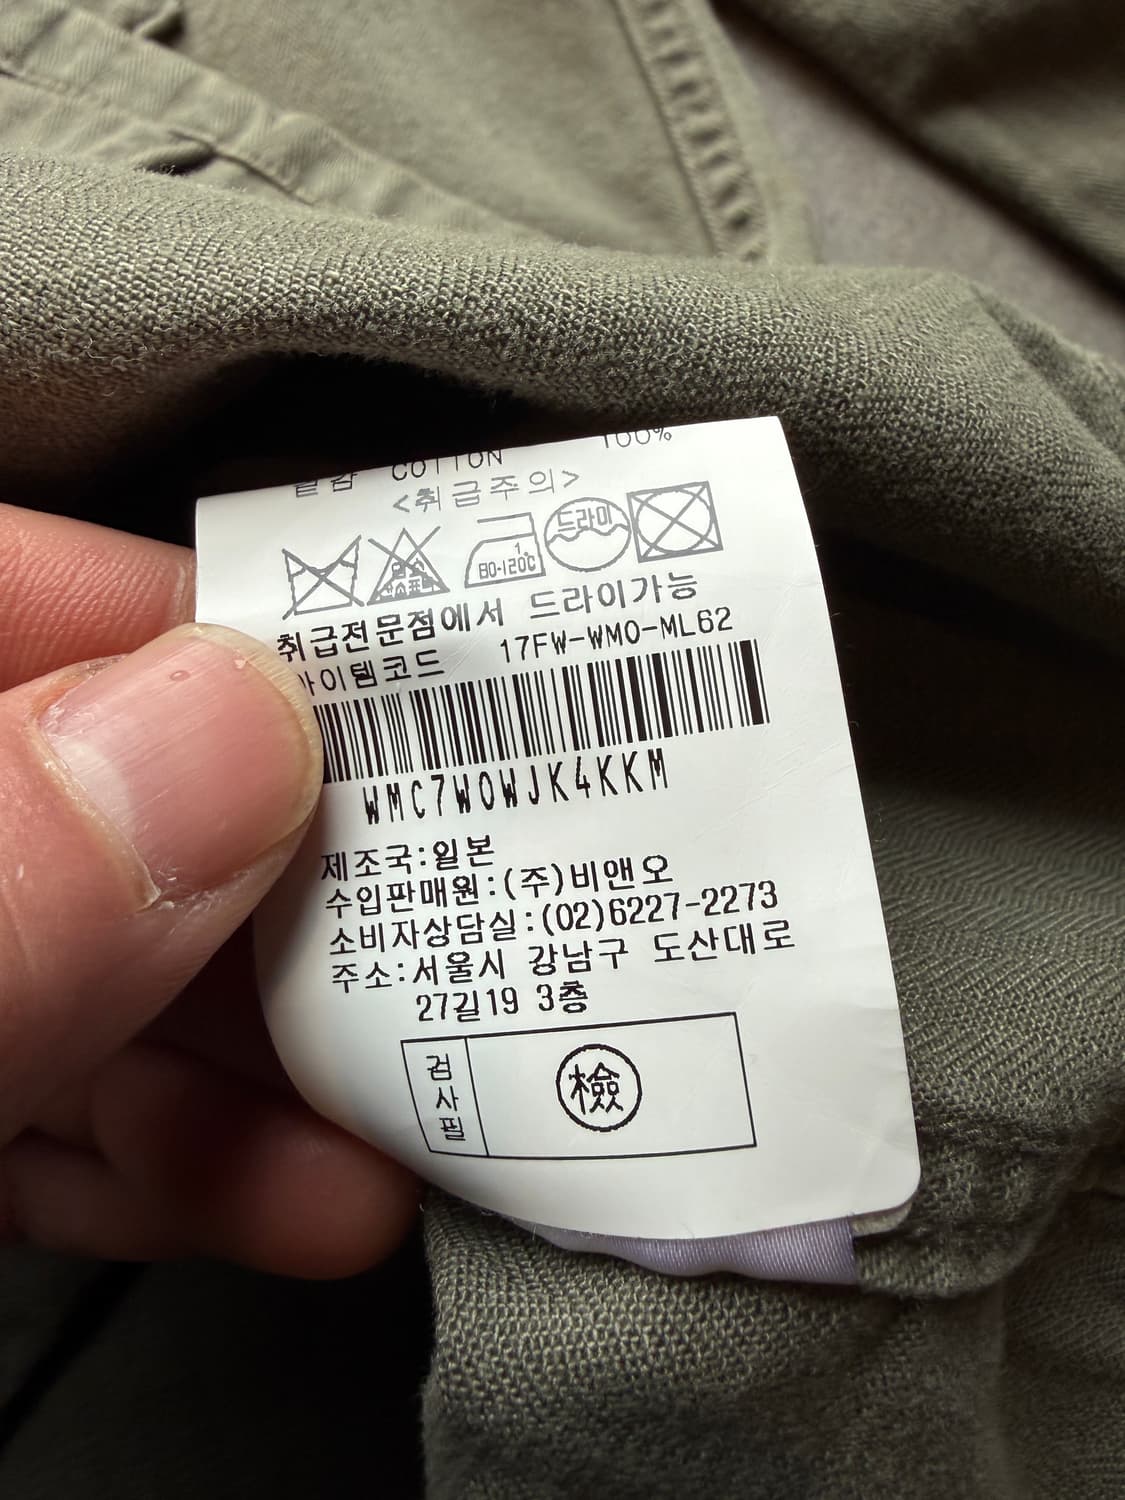 겉감 COTTON 100%
<취급주의>
80-120℃ 드라이
취급전문점에서 드라이가능
아이템코드 17FW-WMO-ML62
WMC7WOWJK4KKM
제조국:일본
수입판매원:(주)비앤오
소비자상담실:(02)6227-2273
주소:서울시 강남구 도산대로
27길19 3층
검사필 檢